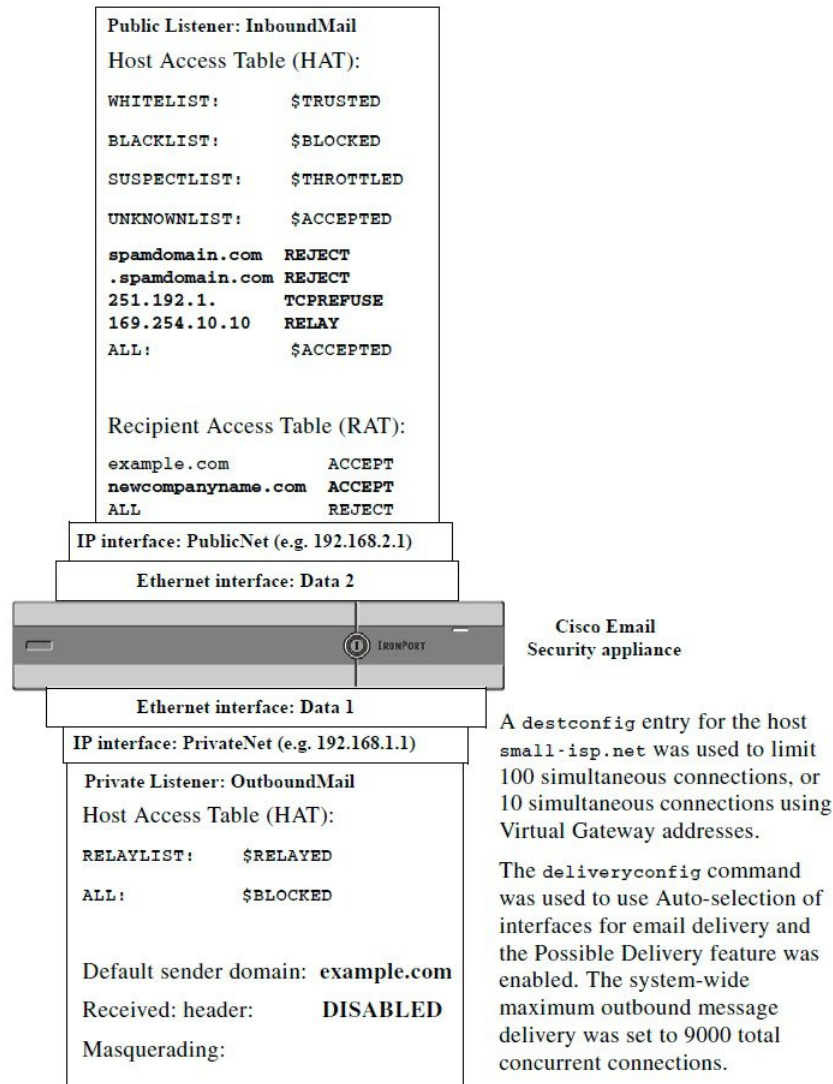 Public Listener: InboundMail
Host Access Table (HAT):
WHITELIST: $TRUSTED
BLACKLIST: $BLOCKED
SUSPECTLIST: $THROTTLED
UNKNOWNLIST: $ACCEPTED
spamdomain.com REJECT
.spamdomain.com REJECT
251.192.1. TCPREFUSE
169.254.10.10 RELAY
ALL: $ACCEPTED
Recipient Access Table (RAT):
example.com ACCEPT
newcompanyname.com ACCEPT
ALL REJECT
IP interface: PublicNet (e.g. 192.168.2.1)
Ethernet interface: Data 2
IRONPORT
Cisco Email
Security appliance
Ethernet interface: Data 1
IP interface: PrivateNet (e.g. 192.168.1.1)
Private Listener: OutboundMail
Host Access Table (HAT):
RELAYLIST: $RELAYED
ALL: $BLOCKED
Default sender domain: example.com
Received: header: DISABLED
Masquerading:
A destconfig entry for the host
small-isp.net was used to limit
100 simultaneous connections, or
10 simultaneous connections using
Virtual Gateway addresses.
The deliveryconfig command
was used to use Auto-selection of
interfaces for email delivery and
the Possible Delivery feature was
enabled. The system-wide
maximum outbound message
delivery was set to 9000 total
concurrent connections.